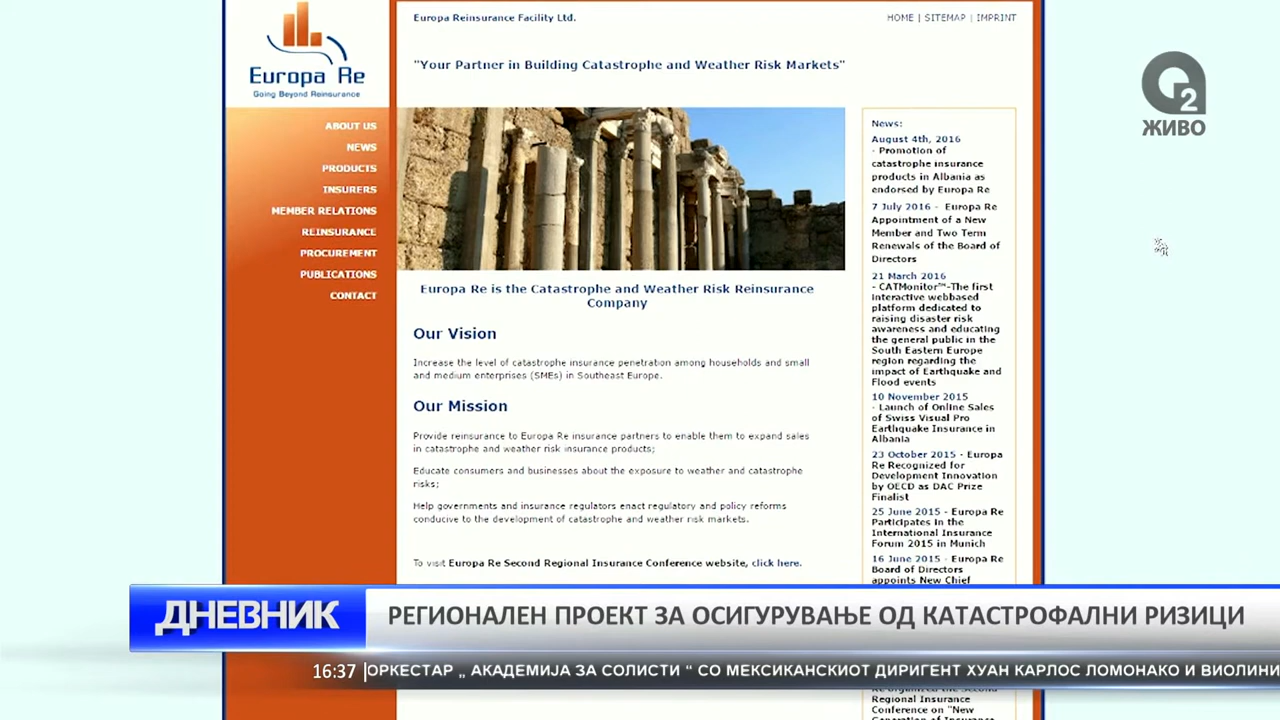 Europa Reinsurance Facility Ltd.
HOME | SITEMAP | IMPRINT
Europa Re
Going Beyond Reinsurance
"Your Partner in Building Catastrophe and Weather Risk Markets"
2
ЖИВО
ABOUT US
NEWS
PRODUCTS
INSURERS
MEMBER RELATIONS
REINSURANCE
PROCUREMENT
PUBLICATIONS
CONTACT
Europa Re is the Catastrophe and Weather Risk Reinsurance
Company
Our Vision
Increase the level of catastrophe insurance penetration among households and small
and medium enterprises (SMEs) in Southeast Europe.
Our Mission
Provide reinsurance to Europa Re insurance partners to enable them to expand sales
in catastrophe and weather risk insurance products;
Educate consumers and businesses about the exposure to weather and catastrophe
risks;
Help governments and insurance regulators enact regulatory and policy reforms
conducive to the development of catastrophe and weather risk markets.
To visit Europa Re Second Regional Insurance Conference website, click here.
News:
August 4th, 2016
- Promotion of
catastrophe insurance
products in Albania as
endorsed by Europa Re
7 July 2016 - Europa Re
Appointment of a New
Member and Two Term
Renewals of the Board of
Directors
21 March 2016
- CATMonitor™-The first
interactive webbased
platform dedicated to
raising disaster risk
awareness and educating
the general public in the
South Eastern Europe
region regarding the
impact of Earthquake and
Flood events
10 November 2015
- Launch of Online Sales
of Swiss Visual Pro
Earthquake Insurance in
Albania
23 October 2015 - Europa
Re Recognized for
Development Innovation
by OECD as DAC Prize
Finalist
25 June 2015 - Europa Re
Participates in the
International Insurance
Forum 2015 in Munich
16 June 2015 - Europa Re
Board of Directors
appoints New Chief
ДНЕВНИК
РЕГИОНАЛЕН ПРОЕКТ ЗА ОСИГУРУВАЊЕ ОД КАТАСТРОФАЛНИ РИЗИЦИ
16:37
ОРКЕСТАР „ АКАДЕМИЈА ЗА СОЛИСТИ “ СО МЕКСИКАНСКИОТ ДИРИГЕНТ ХУАН КАРЛОС ЛОМОНАКО И ВИОЛИНИ
Re organized the Second
Regional Insurance
Conference on "New